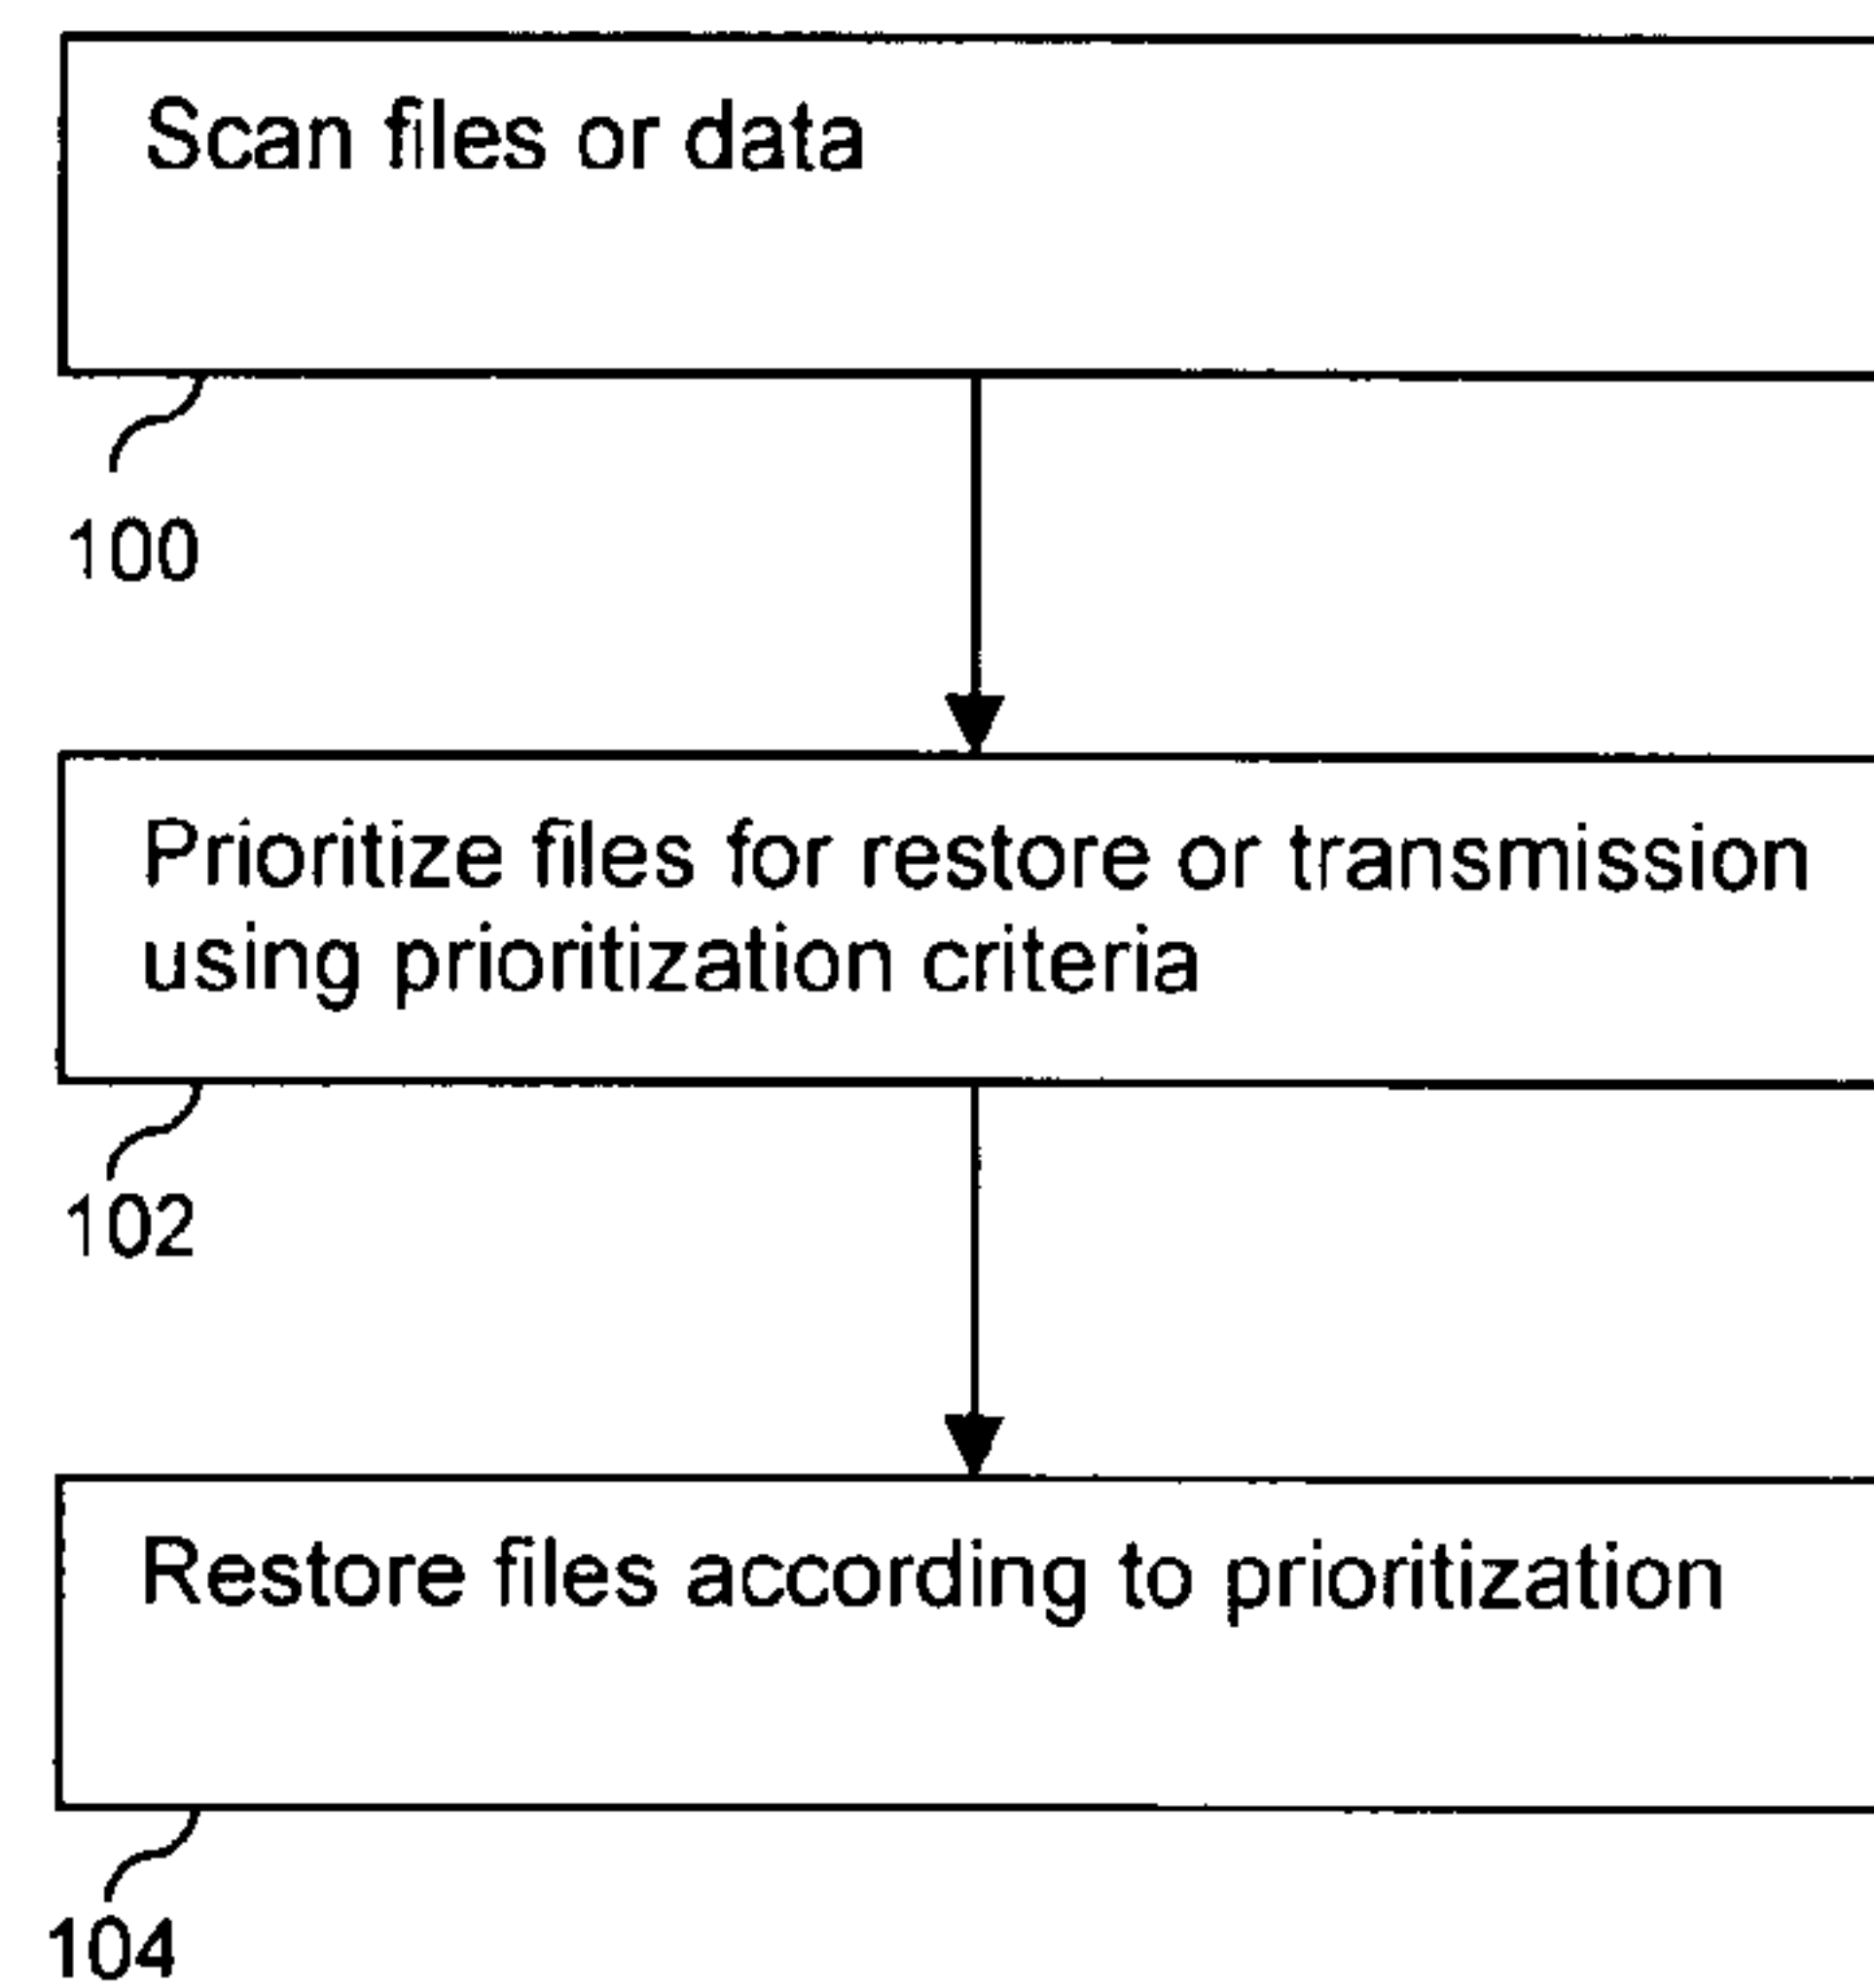 Scan files or data
100
Prioritize files for restore or transmission
using prioritization criteria
102
Restore files according to prioritization
104